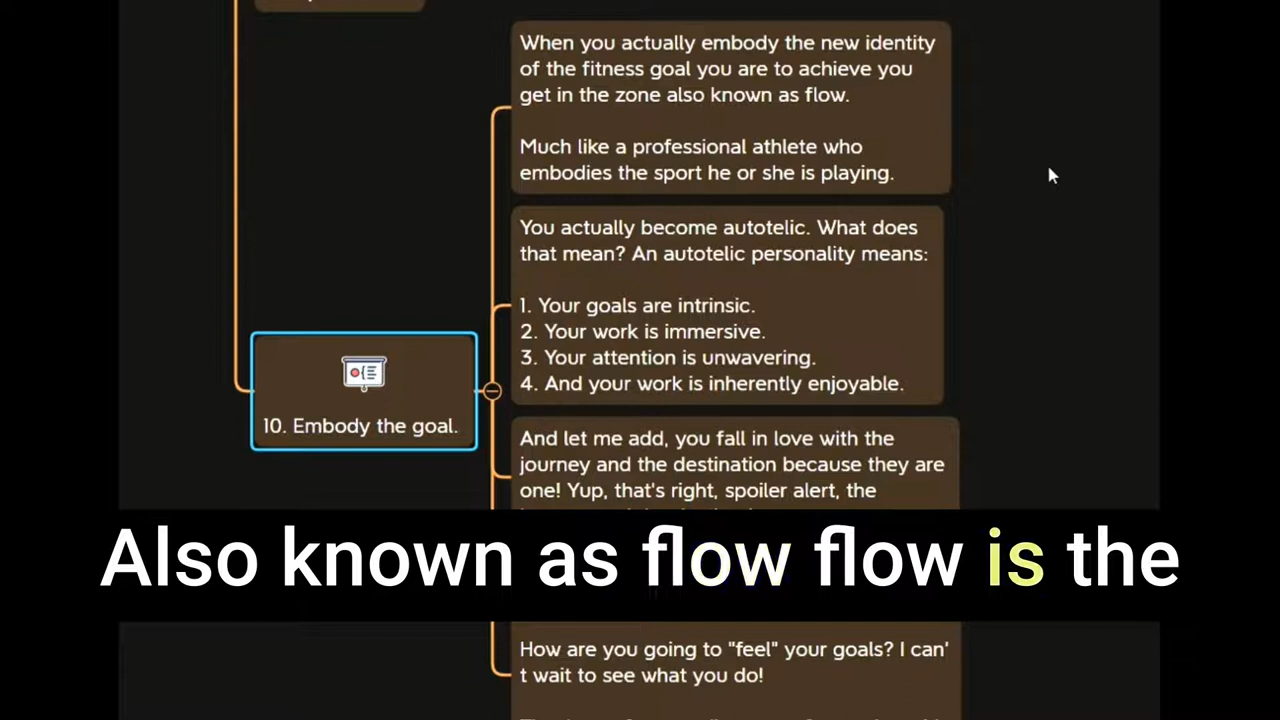 When you actually embody the new identity
of the fitness goal you are to achieve you
get in the zone also known as flow.
Much like a professional athlete who
embodies the sport he or she is playing.
You actually become autotelic. What does
that mean? An autotelic personality means:
1. Your goals are intrinsic.
2. Your work is immersive.
3. Your attention is unwavering.
4. And your work is inherently enjoyable.
10. Embody the goal.
And let me add, you fall in love with the
journey and the destination because they are
one! Yup, that's right, spoiler alert, the
Also known as flow flow is the
How are you going to "feel" your goals? I can'
t wait to see what you do!